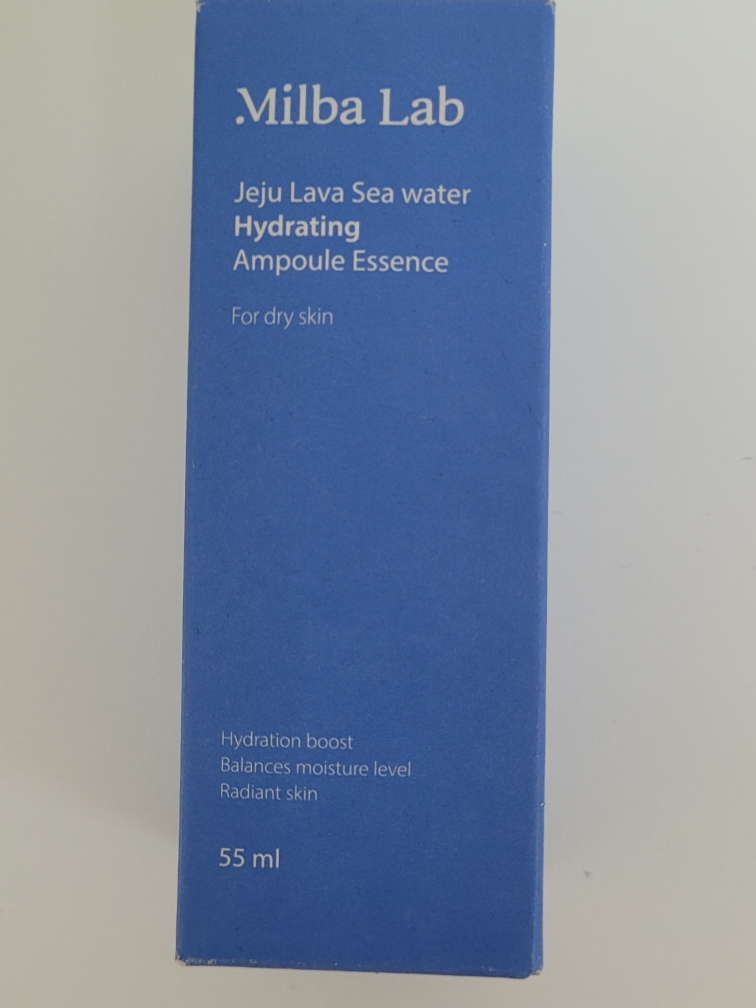 Milba Lab
Jeju Lava Sea water
Hydrating
Ampoule Essence
For dry skin
Hydration boost
Balances moisture level
Radiant skin
55 ml